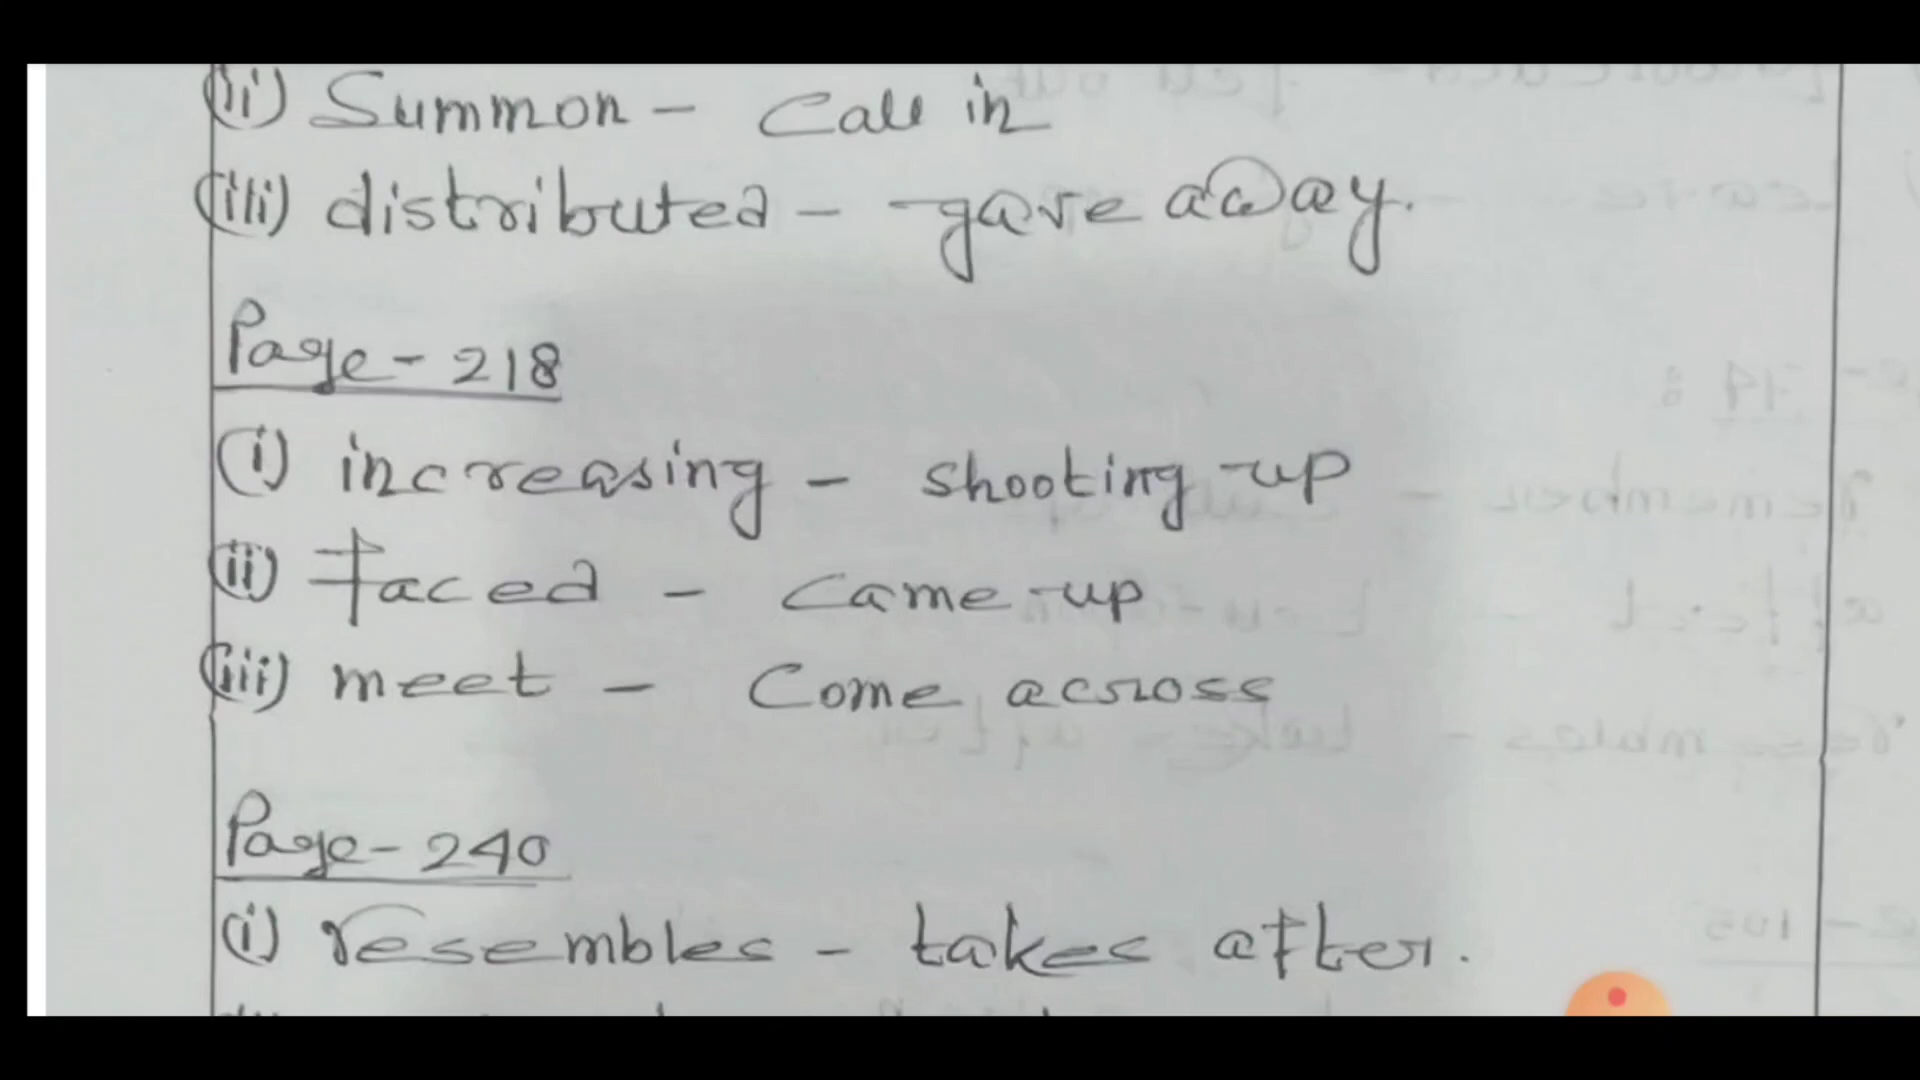 (ii) Summon - Call in
(iii) distributed - gave away.
Page - 218
(i) increasing - shooting up
(ii) faced - came up
(iii) meet - Come across
Page - 240
(i) resembles - takes after.